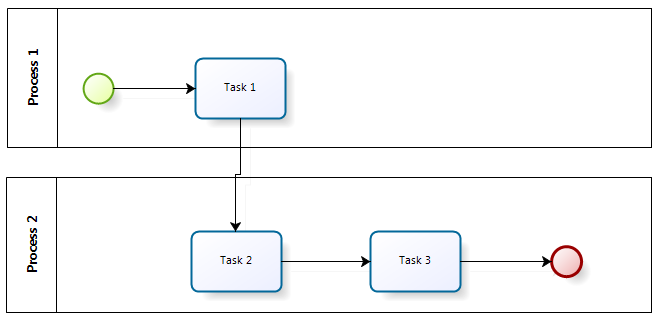 Process 1
Task 1
Process 2
Task 2
Task 3